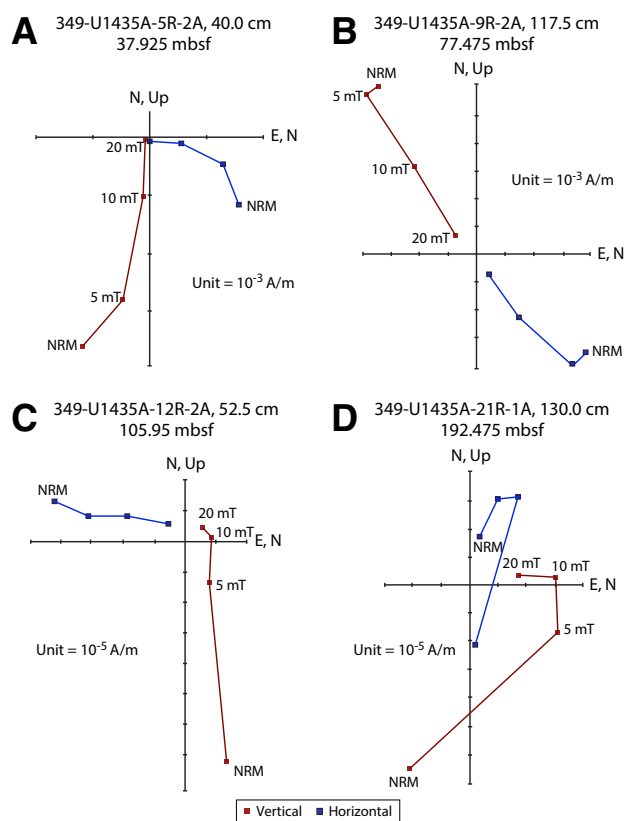 A
349-U1435A-5R-2A, 40.0 cm
37.925 mbsf
N, Up
E, N
20 mT
10 mT
NRM
Unit = 10-3 A/m
5 mT
NRM
B
349-U1435A-9R-2A, 117.5 cm
77.475 mbsf
NRM
N, Up
5 mT
10 mT
Unit = 10-3 A/m
20 mT
E, N
NRM
C
349-U1435A-12R-2A, 52.5 cm
105.95 mbsf
N, Up
NRM
20 mT
10 mT
E, N
5 mT
Unit = 10-5 A/m
NRM
D
349-U1435A-21R-1A, 130.0 cm
192.475 mbsf
N, Up
NRM
20 mT
10 mT
E, N
5 mT
Unit = 10-5 A/m
NRM
Vertical Horizontal